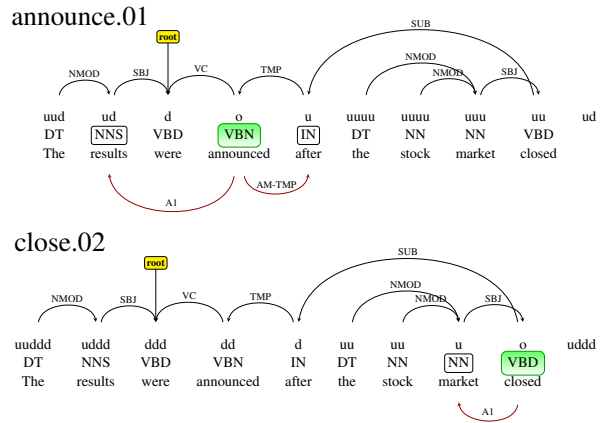 announce.01
SUB
root
NMOD SBJ VC TMP NMOD NMOD SBJ
uud ud d o u uuuu uuuu uuu uu ud
DT NNS VBD VBN IN DT NN NN VBD
The results were announced after the stock market closed
A1 AM-TMP
close.02
SUB
root
NMOD SBJ VC TMP NMOD NMOD SBJ
uuddd uddd ddd dd d uu uu u o uddd
DT NNS VBD VBN IN DT NN NN VBD
The results were announced after the stock market closed
A1